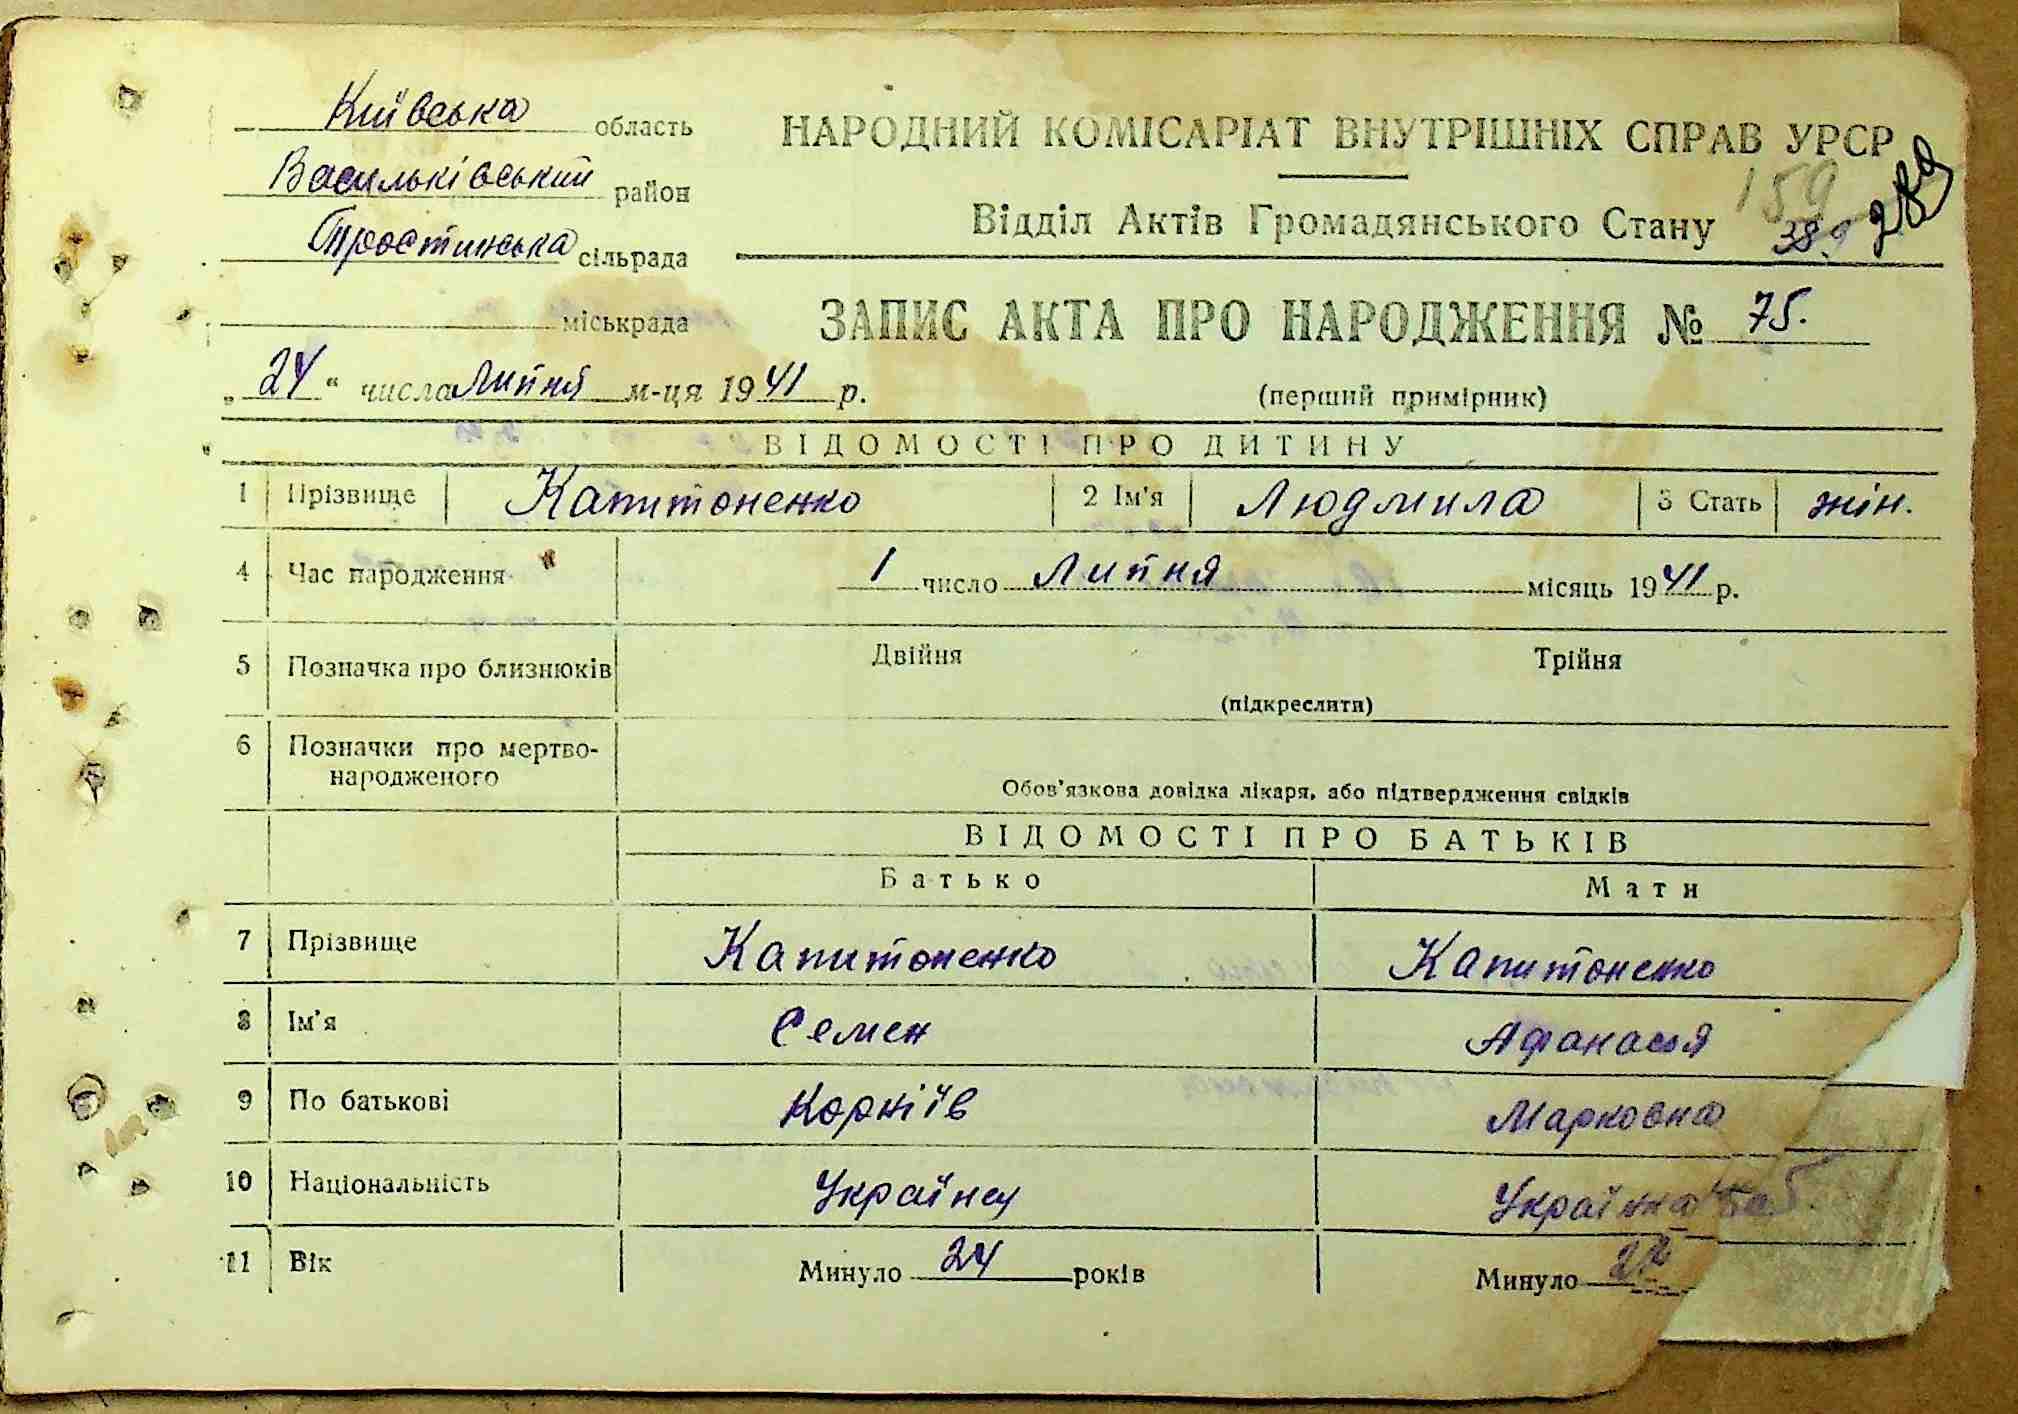 Київська область
Васильківський район
Тростинська сільрада
міськрада
НАРОДНИЙ КОМІСАРІАТ ВНУТРІШНІХ СПРАВ УРСР
159
Відділ Актів Громадянського Стану
ЗАПИС АКТА ПРО НАРОДЖЕННЯ № 75.
„24“ числа липня м-ця 1941 р.
(перший примірник)
ВІДОМОСТІ ПРО ДИТИНУ
1 Прізвище Капитоненко 2 Ім'я Людмила 3 Стать жін.
4 Час народження 1 число липня місяць 1941 р.
5 Позначка про близнюків Двійня Трійня
(підкреслити)
6 Позначки про мертво-
народженого
Обов'язкова довідка лікаря, або підтвердження свідків
ВІДОМОСТІ ПРО БАТЬКІВ
Батько Мати
7 Прізвище Капитоненко Капитоненко
8 Ім'я Семен Афанасія
9 По батькові Корніїв Марковна
10 Національність Українец Українка
11 Вік Минуло 24 років Минуло